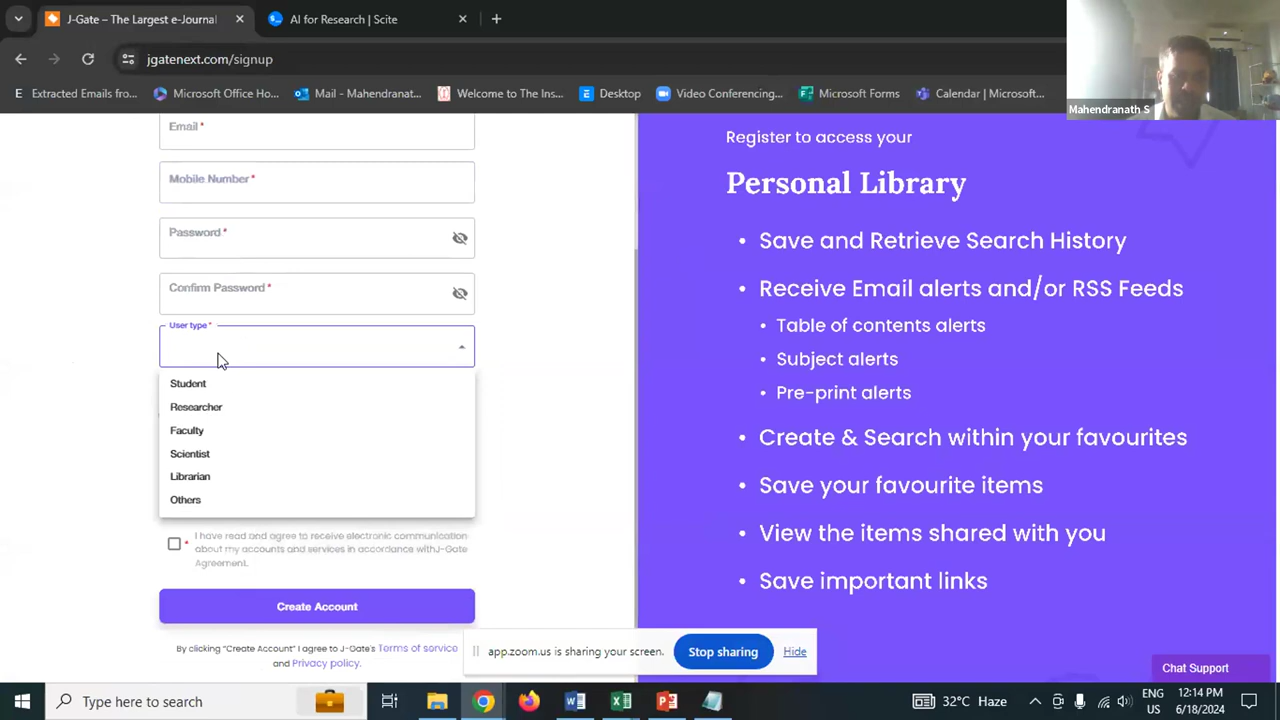 J-Gate – The Largest e-Journal
AI for Research | Scite
jgatenext.com/signup
Extracted Emails fro...
Microsoft Office Ho...
Mail - Mahendranat...
Welcome to The Ins...
Desktop
Video Conferencing...
Microsoft Forms
Calendar | Microsoft...
Mahendranath S
Email *
Mobile Number *
Password *
Confirm Password *
User type *
Student
Researcher
Faculty
Scientist
Librarian
Others
I have read and agree to receive electronic communication
about my accounts and services in accordance withJ-Gate
Agreement.
*
Create Account
By clicking "Create Account" I agree to J-Gate's Terms of service
and Privacy policy.
Register to access your
Personal Library
• Save and Retrieve Search History
• Receive Email alerts and/or RSS Feeds
• Table of contents alerts
• Subject alerts
• Pre-print alerts
• Create & Search within your favourites
• Save your favourite items
• View the items shared with you
• Save important links
app.zoom.us is sharing your screen.
Stop sharing
Hide
Chat Support
Type here to search
32°C Haze
ENG
US
12:14 PM
6/18/2024